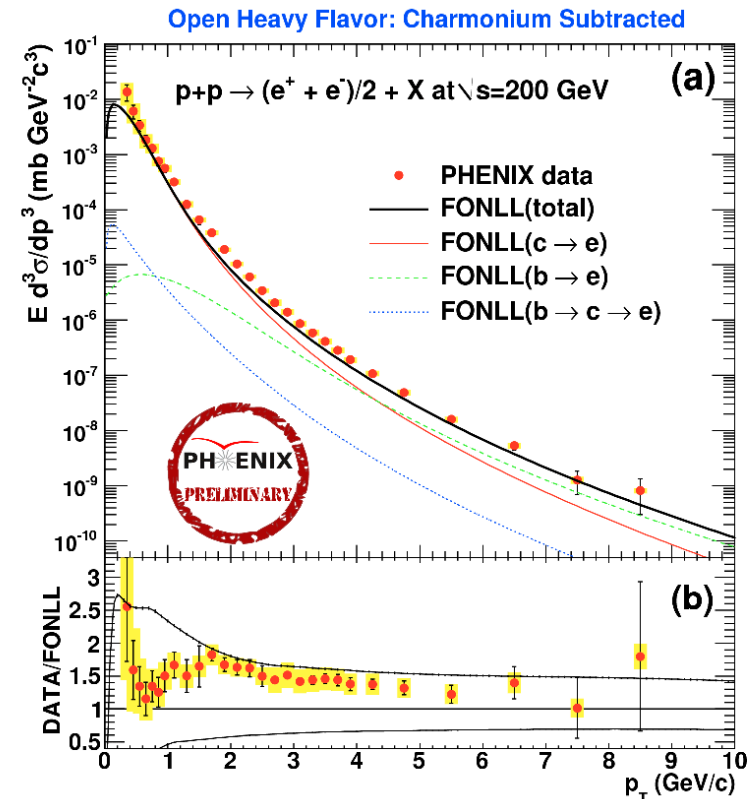 Open Heavy Flavor: Charmonium Subtracted
E d³σ/dp³ (mb GeV⁻²c³)
10⁻¹
10⁻²
10⁻³
10⁻⁴
10⁻⁵
10⁻⁶
10⁻⁷
10⁻⁸
10⁻⁹
10⁻¹⁰
p+p → (e⁺ + e⁻)/2 + X at √s=200 GeV
(a)
PHENIX data
FONLL(total)
FONLL(c → e)
FONLL(b → e)
FONLL(b → c → e)
PHENIX
PRELIMINARY
DATA/FONLL
3
2.5
2
1.5
1
0.5
(b)
0 1 2 3 4 5 6 7 8 9 10
p_T (GeV/c)